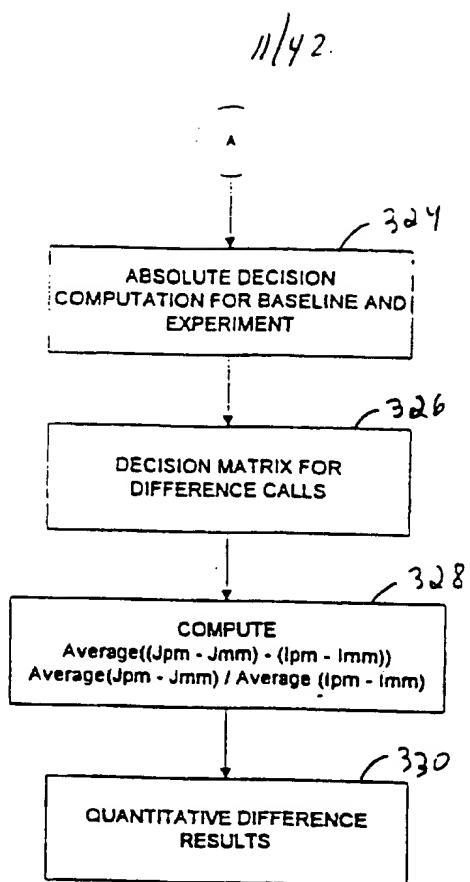 11/42.
A
324
ABSOLUTE DECISION
COMPUTATION FOR BASELINE AND
EXPERIMENT
326
DECISION MATRIX FOR
DIFFERENCE CALLS
328
COMPUTE
Average((Jpm - Jmm) - (Ipm - Imm))
Average(Jpm - Jmm) / Average (Ipm - Imm)
330
QUANTITATIVE DIFFERENCE
RESULTS